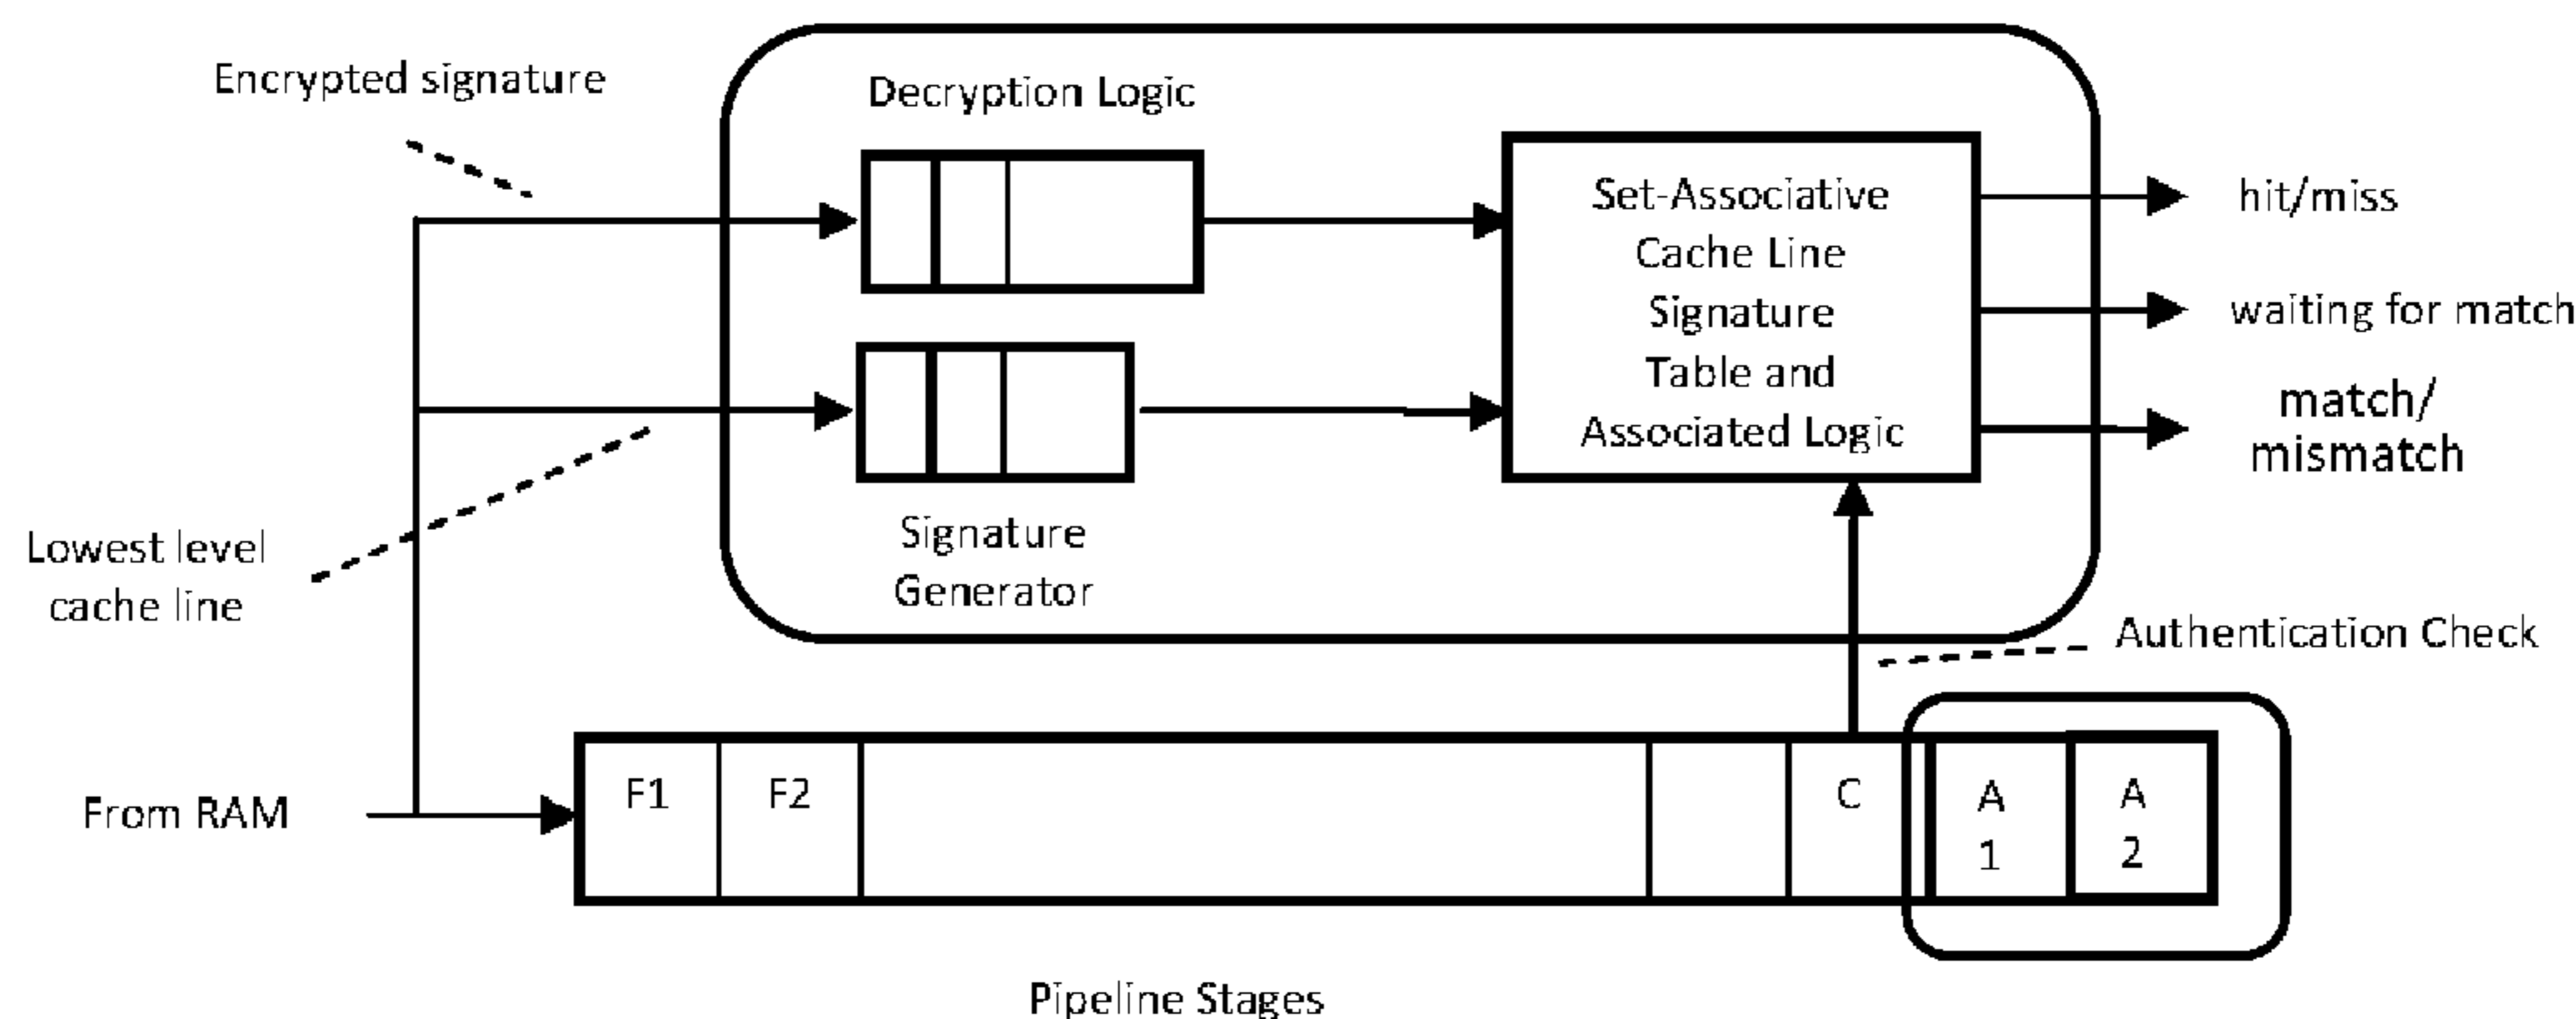 Encrypted signature
Decryption Logic
Set-Associative
Cache Line
Signature
Table and
Associated Logic
hit/miss
waiting for match
match/
mismatch
Signature
Generator
Lowest level
cache line
Authentication Check
From RAM
F1
F2
C
A
1
A
2
Pipeline Stages